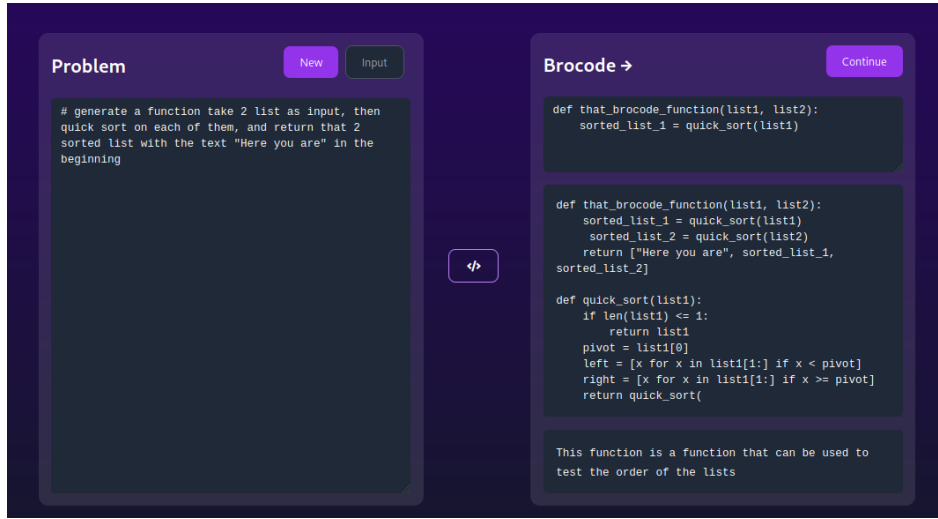 Problem
New
Input
# generate a function take 2 list as input, then
quick sort on each of them, and return that 2
sorted list with the text "Here you are" in the
beginning
</>
Brocode →
Continue
def that_brocode_function(list1, list2):
    sorted_list_1 = quick_sort(list1)
def that_brocode_function(list1, list2):
    sorted_list_1 = quick_sort(list1)
     sorted_list_2 = quick_sort(list2)
    return ["Here you are", sorted_list_1,
sorted_list_2]
def quick_sort(list1):
    if len(list1) <= 1:
        return list1
    pivot = list1[0]
    left = [x for x in list1[1:] if x < pivot]
    right = [x for x in list1[1:] if x >= pivot]
    return quick_sort(
This function is a function that can be used to
test the order of the lists